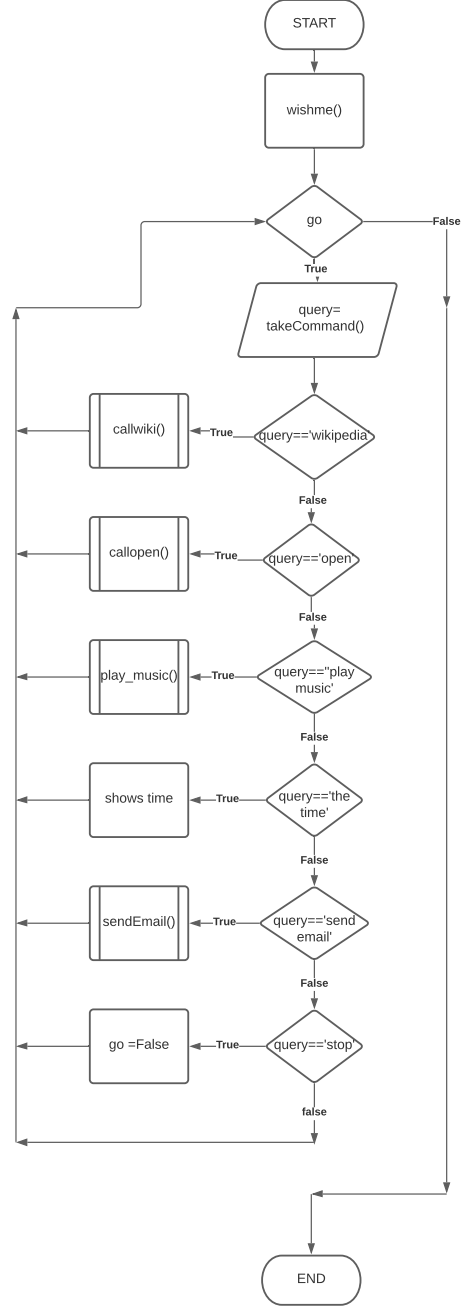 START
wishme()
go
False
True
query=
takeCommand()
callwiki()
True
query=='wikipedia'
False
callopen()
True
query=='open'
False
play_music()
True
query=="play
music'
False
shows time
True
query=='the
time'
False
sendEmail()
True
query=='send
email'
False
go =False
True
query=='stop'
false
END